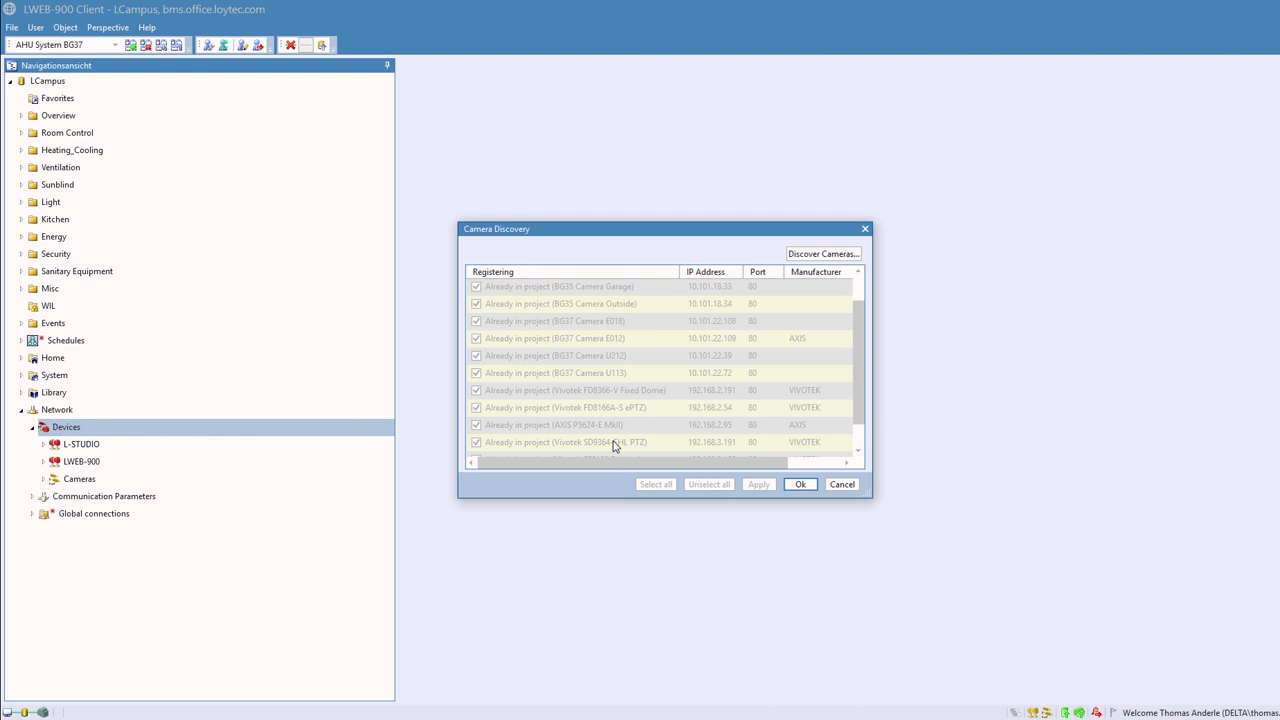 LWEB-900 Client - LCampus, bms.office.loytec.com
File User Object Perspective Help
AHU System BG37
Navigationsansicht
LCampus
Favorites
Overview
Room Control
Heating_Cooling
Ventilation
Sunblind
Light
Kitchen
Energy
Security
Sanitary Equipment
Misc
WIL
Events
Schedules
Home
System
Library
Network
Devices
L-STUDIO
LWEB-900
Cameras
Communication Parameters
Global connections
Camera Discovery
Discover Cameras...
Registering IP Address Port Manufacturer
Already in project (BG35 Camera Garage) 10.101.18.33 80
Already in project (BG35 Camera Outside) 10.101.18.34 80
Already in project (BG37 Camera E018) 10.101.22.108 80
Already in project (BG37 Camera E012) 10.101.22.109 80 AXIS
Already in project (BG37 Camera U212) 10.101.22.39 80
Already in project (BG37 Camera U113) 10.101.22.72 80
Already in project (Vivotek FD8366-V Fixed Dome) 192.168.2.191 80 VIVOTEK
Already in project (Vivotek FD8166A-S ePTZ) 192.168.2.54 80 VIVOTEK
Already in project (AXIS P5624-E MkII) 192.168.2.95 80 AXIS
Already in project (Vivotek SD9364-EHL PTZ) 192.168.3.191 80 VIVOTEK
Select all Unselect all Apply Ok Cancel
Welcome Thomas Anderle (DELTA\thomas.